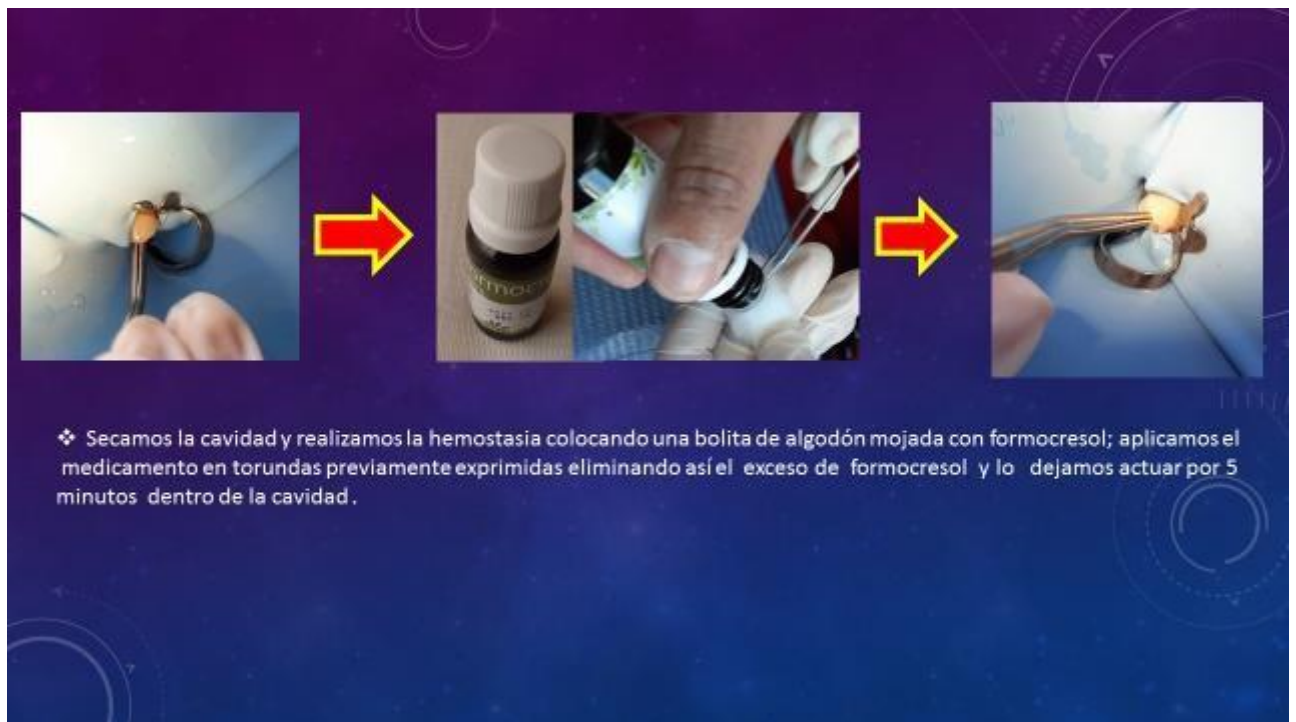 ermocr
❖ Secamos la cavidad y realizamos la hemostasia colocando una bolita de algodón mojada con formocresol; aplicamos el
medicamento en torundas previamente exprimidas eliminando así el exceso de formocresol y lo dejamos actuar por 5
minutos dentro de la cavidad.